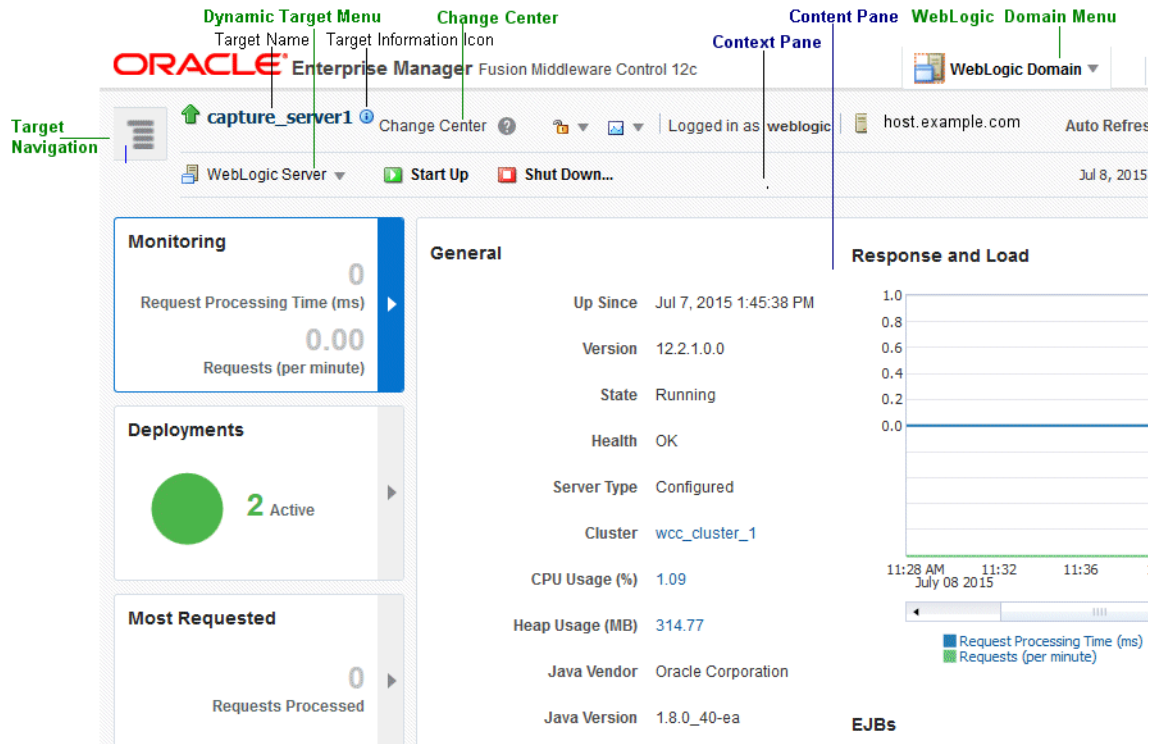 Dynamic Target Menu
Change Center
Content Pane
WebLogic Domain Menu
Target Name
Target Information Icon
Context Pane
ORACLE Enterprise Manager Fusion Middleware Control 12c
WebLogic Domain
Target
Navigation
capture_server1
Change Center
Logged in as weblogic
host.example.com
Auto Refres
WebLogic Server
Start Up
Shut Down...
Jul 8, 2015
Monitoring
0
Request Processing Time (ms)
0.00
Requests (per minute)
Deployments
2 Active
Most Requested
0
Requests Processed
General
Up Since Jul 7, 2015 1:45:38 PM
Version 12.2.1.0.0
State Running
Health OK
Server Type Configured
Cluster wcc_cluster_1
CPU Usage (%) 1.09
Heap Usage (MB) 314.77
Java Vendor Oracle Corporation
Java Version 1.8.0_40-ea
Response and Load
1.0
0.8
0.6
0.4
0.2
0.0
11:28 AM 11:32 11:36
July 08 2015
Request Processing Time (ms)
Requests (per minute)
EJBs